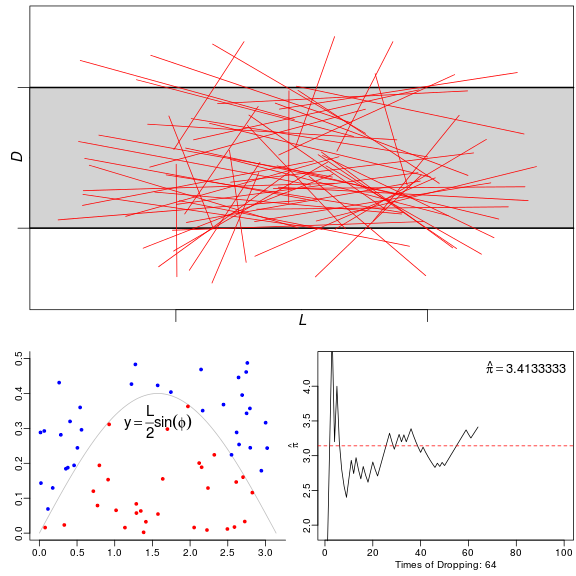 D
L
0.5
0.4
0.3
0.2
0.1
0.0
y = L/2 sin(ϕ)
0.0 0.5 1.0 1.5 2.0 2.5 3.0
π̂ = 3.4133333
4.0
3.5
π̂
3.0
2.5
2.0
0 20 40 60 80 100
Times of Dropping: 64